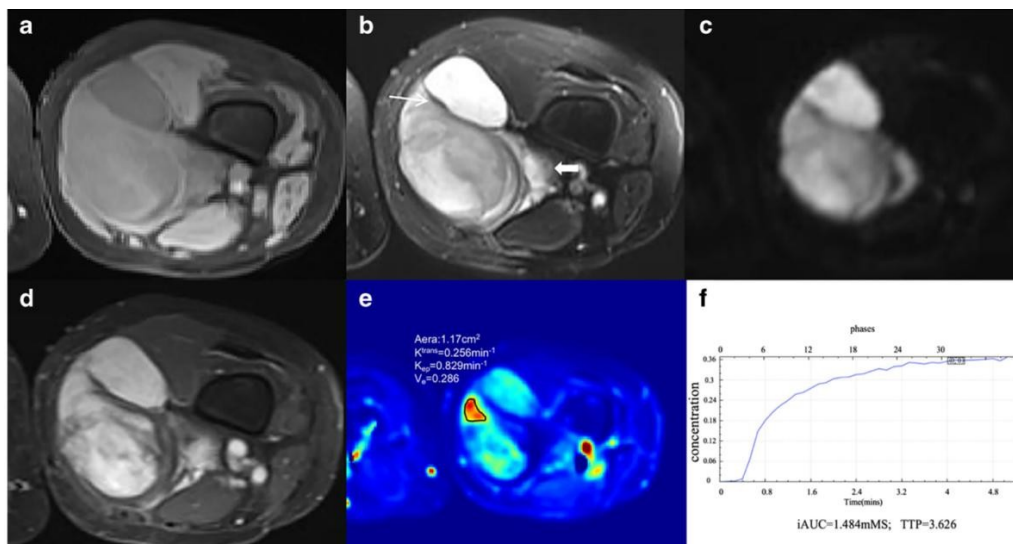 a
b
c
d
e
Aera:1.17cm²
Kᵗʳᵃⁿˢ=0.256min⁻¹
Kₑₚ=0.829min⁻¹
Vₑ=0.286
f
phases
0 6 12 18 24 30
concentration
0.36
0.3
0.24
0.18
0.12
0.06
0
0 0.8 1.6 2.4 3.2 4 4.8
Time(mins)
iAUC=1.484mMS; TTP=3.626